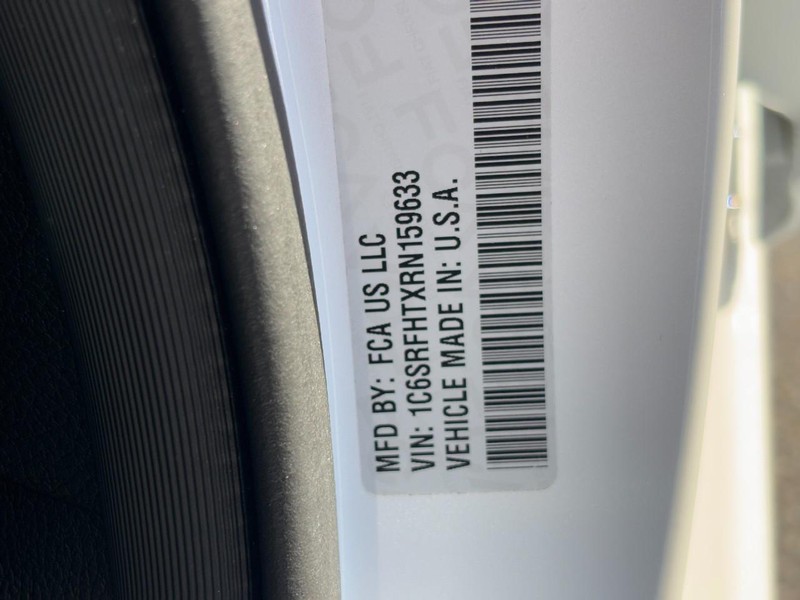 MFD BY: FCA US LLC
VIN: 1C6SRFHTXRN159633
VEHICLE MADE IN: U.S.A.